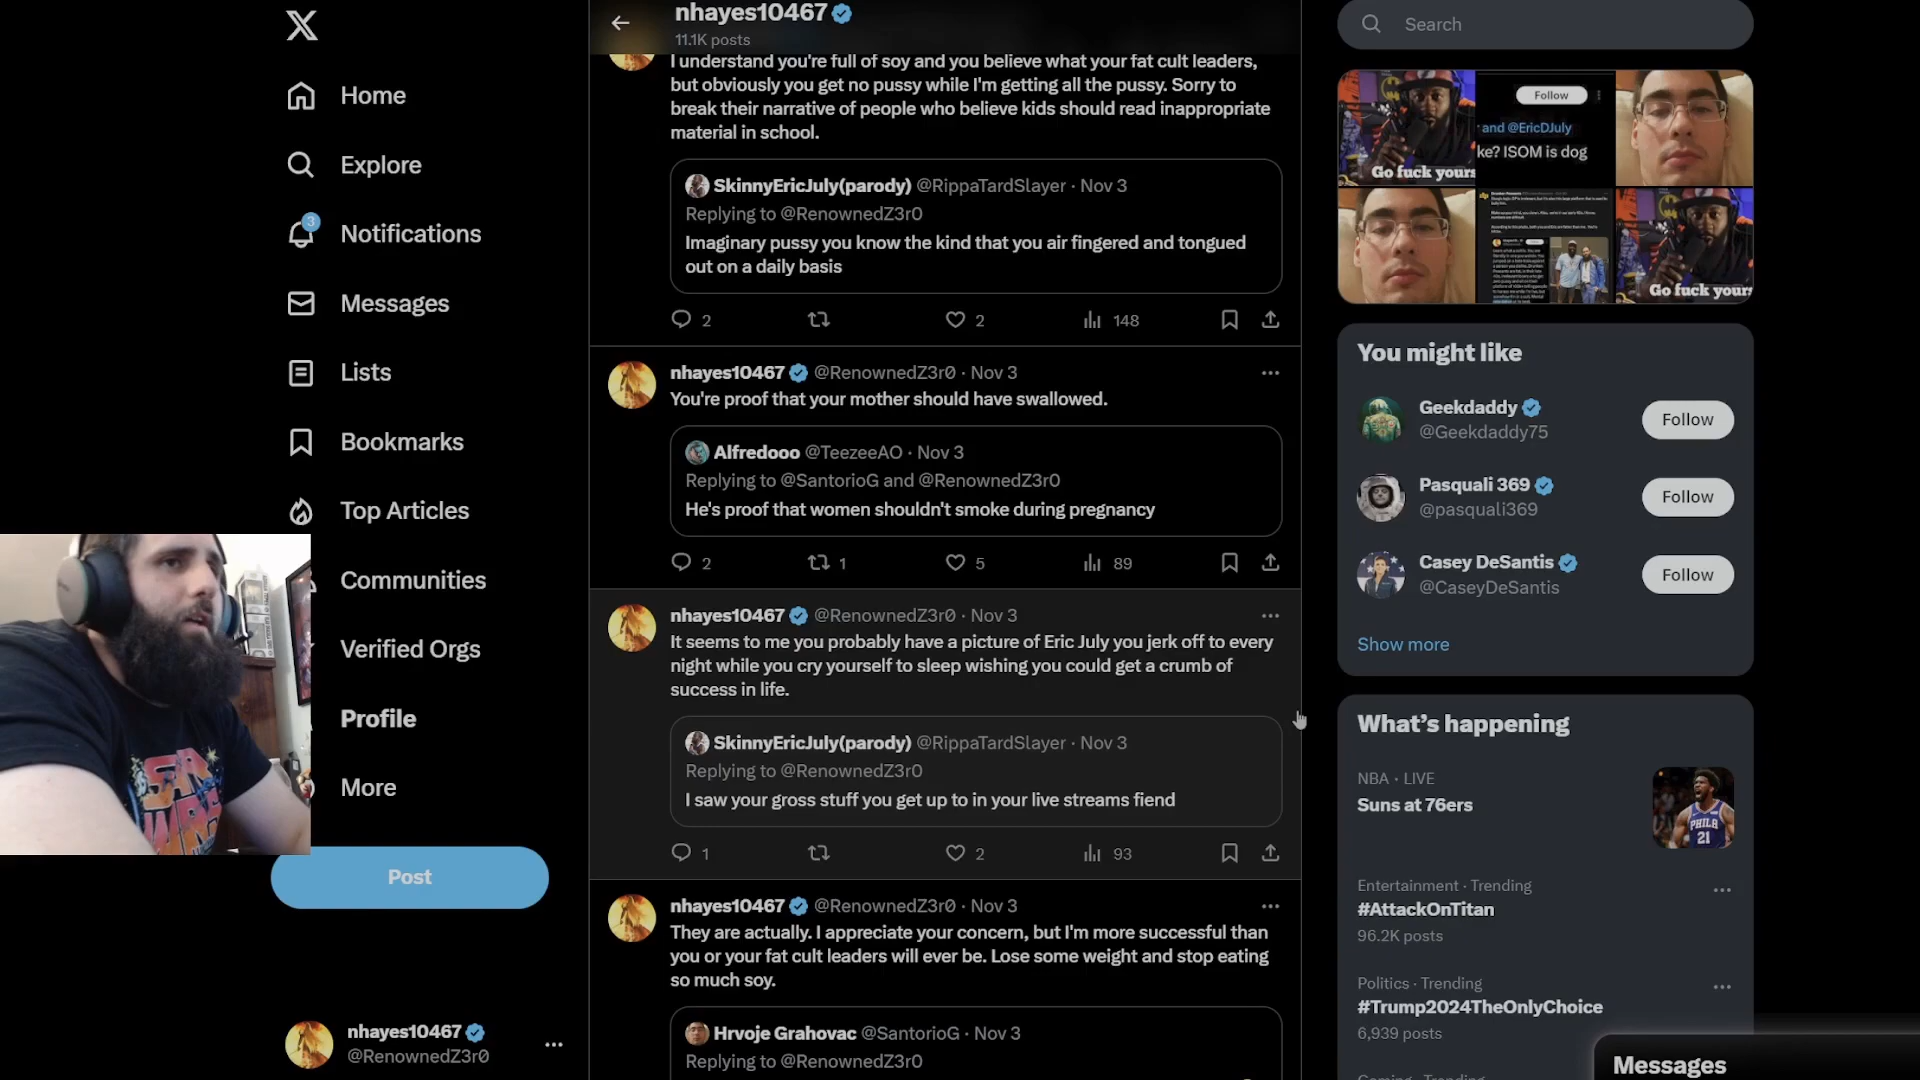 nhayes10467
11.1K posts
Home
Explore
3
Notifications
Messages
Lists
Bookmarks
Top Articles
Communities
Verified Orgs
Profile
More
Post
nhayes10467
@RenownedZ3r0
I understand you're full of soy and you believe what your fat cult leaders,
but obviously you get no pussy while I'm getting all the pussy. Sorry to
break their narrative of people who believe kids should read inappropriate
material in school.
SkinnyEricJuly(parody) @RippaTardSlayer · Nov 3
Replying to @RenownedZ3r0
Imaginary pussy you know the kind that you air fingered and tongued
out on a daily basis
2 2 148
nhayes10467 @RenownedZ3r0 · Nov 3
You're proof that your mother should have swallowed.
Alfredooo @TeezeeAO · Nov 3
Replying to @SantorioG and @RenownedZ3r0
He's proof that women shouldn't smoke during pregnancy
2 1 5 89
nhayes10467 @RenownedZ3r0 · Nov 3
It seems to me you probably have a picture of Eric July you jerk off to every
night while you cry yourself to sleep wishing you could get a crumb of
success in life.
SkinnyEricJuly(parody) @RippaTardSlayer · Nov 3
Replying to @RenownedZ3r0
I saw your gross stuff you get up to in your live streams fiend
1 2 93
nhayes10467 @RenownedZ3r0 · Nov 3
They are actually. I appreciate your concern, but I'm more successful than
you or your fat cult leaders will ever be. Lose some weight and stop eating
so much soy.
Hrvoje Grahovac @SantorioG · Nov 3
Replying to @RenownedZ3r0
Search
Follow
and @EricDJuly
ke? ISOM is dog
Go fuck yours
Go fuck yours
You might like
Geekdaddy
@Geekdaddy75
Follow
Pasquali 369
@pasquali369
Follow
Casey DeSantis
@CaseyDeSantis
Follow
Show more
What's happening
NBA · LIVE
Suns at 76ers
PHILA
21
Entertainment · Trending
#AttackOnTitan
96.2K posts
Politics · Trending
#Trump2024TheOnlyChoice
6,939 posts
Messages